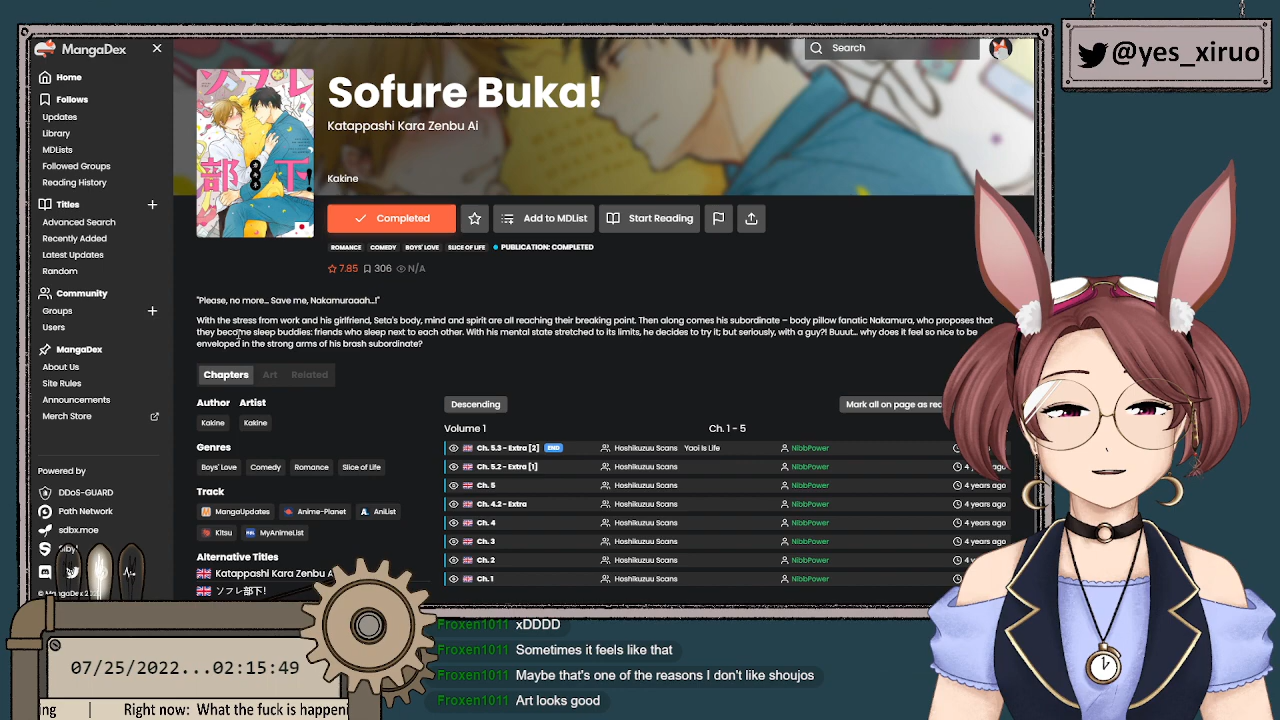 MangaDex
Search
@yes_xiruo
Home
Follows
Updates
Library
MDLists
Followed Groups
Reading History
Titles
Advanced Search
Recently Added
Latest Updates
Random
Community
Groups
Users
MangaDex
About Us
Site Rules
Announcements
Merch Store
Powered by
DDoS-GUARD
Path Network
sdbx.moe
© MangaDex 2
ソフレ
部下!
Sofure Buka!
Katappashi Kara Zenbu Ai
Kakine
Completed
Add to MDList
Start Reading
ROMANCE COMEDY BOYS' LOVE SLICE OF LIFE PUBLICATION: COMPLETED
7.85 306 N/A
"Please, no more... Save me, Nakamuraaah...!"
With the stress from work and his girlfriend, Seta's body, mind and spirit are all reaching their breaking point. Then along comes his subordinate – body pillow fanatic Nakamura, who proposes that
they become sleep buddies: friends who sleep next to each other. With his mental state stretched to its limits, he decides to try it; but seriously, with a guy?! Buuut... why does it feel so nice to be
enveloped in the strong arms of his brash subordinate?
Chapters Art Related
Author Artist
Kakine Kakine
Genres
Boys' Love Comedy Romance Slice of Life
Track
MangaUpdates Anime-Planet AniList
Kitsu MyAnimeList
Alternative Titles
Katappashi Kara Zenbu A
ソフレ部下!
Descending Mark all on page as rea
Volume 1 Ch. 1 - 5
Ch. 5.3 - Extra [2] END Hoshikuzuu Scans Yaoi Is Life NibbPower
Ch. 5.2 - Extra [1] Hoshikuzuu Scans NibbPower 4 years ago
Ch. 5 Hoshikuzuu Scans NibbPower 4 years ago
Ch. 4.2 - Extra Hoshikuzuu Scans NibbPower 4 years ago
Ch. 4 Hoshikuzuu Scans NibbPower 4 years ago
Ch. 3 Hoshikuzuu Scans NibbPower 4 years ago
Ch. 2 Hoshikuzuu Scans NibbPower 4 years ago
Ch. 1 Hoshikuzuu Scans NibbPower
Froxen1011 xDDDD
Froxen1011 Sometimes it feels like that
Froxen1011 Maybe that's one of the reasons I don't like shoujos
Froxen1011 Art looks good
07/25/2022...02:15:49
ng | Right now: What the fuck is happeni